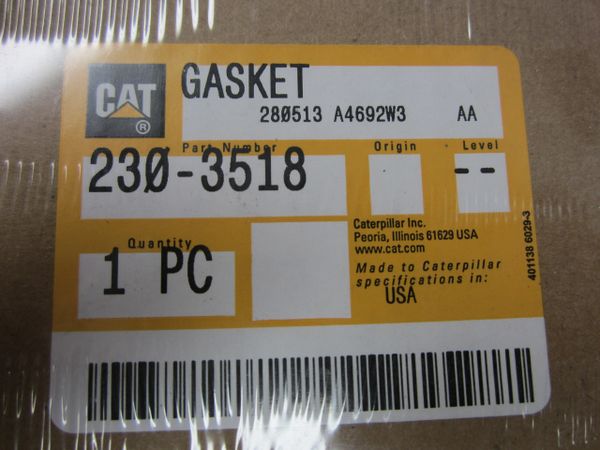 CAT®
GASKET
280513 A4692W3 AA
Part Number Origin Level
230-3518 --
Quantity
1 PC
Caterpillar Inc.
Peoria, Illinois 61629 USA
www.cat.com
Made to Caterpillar
specifications in:
USA
401138 6029-3